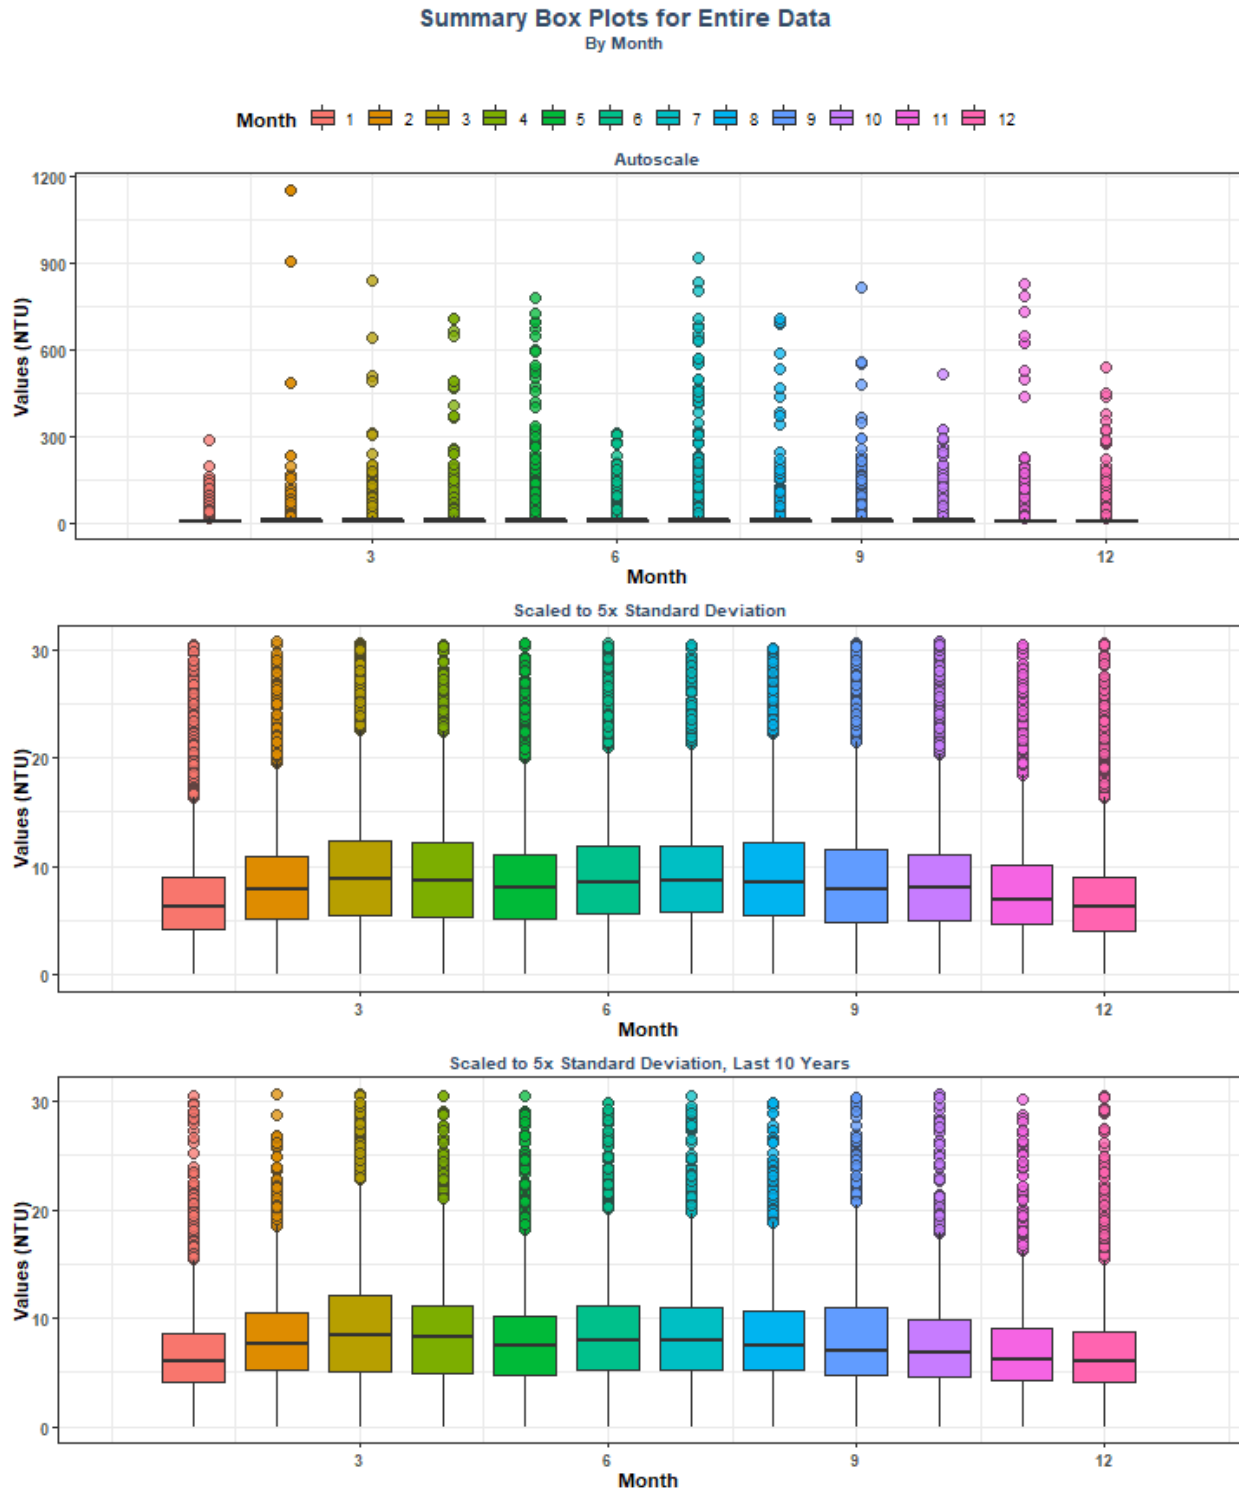 Summary Box Plots for Entire Data
By Month
Month 1 2 3 4 5 6 7 8 9 10 11 12
Autoscale
Values (NTU)
1200
900
600
300
0
3 6 9 12
Month
Scaled to 5x Standard Deviation
Values (NTU)
30
20
10
0
3 6 9 12
Month
Scaled to 5x Standard Deviation, Last 10 Years
Values (NTU)
30
20
10
0
3 6 9 12
Month